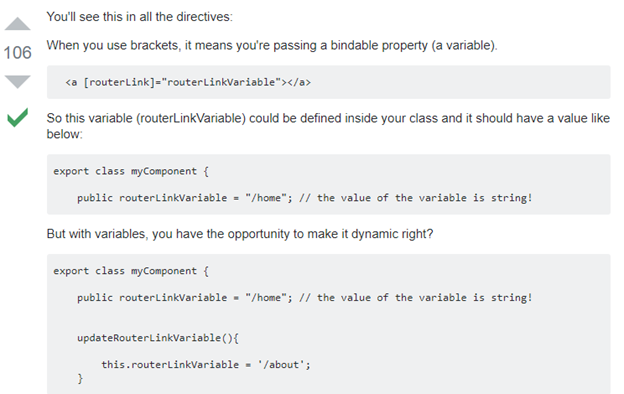 You'll see this in all the directives:
106
When you use brackets, it means you're passing a bindable property (a variable).
<a [routerLink]="routerLinkVariable"></a>
So this variable (routerLinkVariable) could be defined inside your class and it should have a value like
below:
export class myComponent {
public routerLinkVariable = "/home"; // the value of the variable is string!
But with variables, you have the opportunity to make it dynamic right?
export class myComponent {
public routerLinkVariable = "/home"; // the value of the variable is string!
updateRouterLinkVariable(){
this.routerLinkVariable = '/about';
}